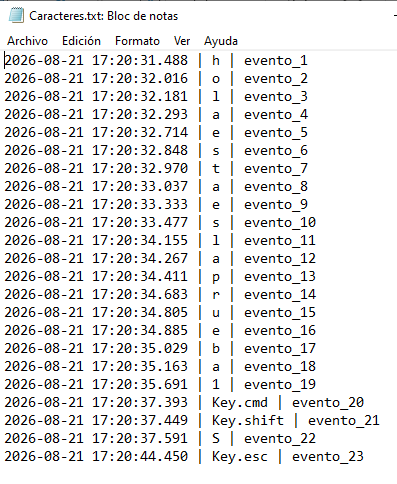 Caracteres.txt: Bloc de notas
Archivo Edición Formato Ver Ayuda
2026-08-21 17:20:31.488 | h | evento_1
2026-08-21 17:20:32.016 | o | evento_2
2026-08-21 17:20:32.181 | l | evento_3
2026-08-21 17:20:32.293 | a | evento_4
2026-08-21 17:20:32.714 | e | evento_5
2026-08-21 17:20:32.848 | s | evento_6
2026-08-21 17:20:32.970 | t | evento_7
2026-08-21 17:20:33.037 | a | evento_8
2026-08-21 17:20:33.333 | e | evento_9
2026-08-21 17:20:33.477 | s | evento_10
2026-08-21 17:20:34.155 | l | evento_11
2026-08-21 17:20:34.267 | a | evento_12
2026-08-21 17:20:34.411 | p | evento_13
2026-08-21 17:20:34.683 | r | evento_14
2026-08-21 17:20:34.805 | u | evento_15
2026-08-21 17:20:34.885 | e | evento_16
2026-08-21 17:20:35.029 | b | evento_17
2026-08-21 17:20:35.163 | a | evento_18
2026-08-21 17:20:35.691 | 1 | evento_19
2026-08-21 17:20:37.393 | Key.cmd | evento_20
2026-08-21 17:20:37.449 | Key.shift | evento_21
2026-08-21 17:20:37.591 | S | evento_22
2026-08-21 17:20:44.450 | Key.esc | evento_23